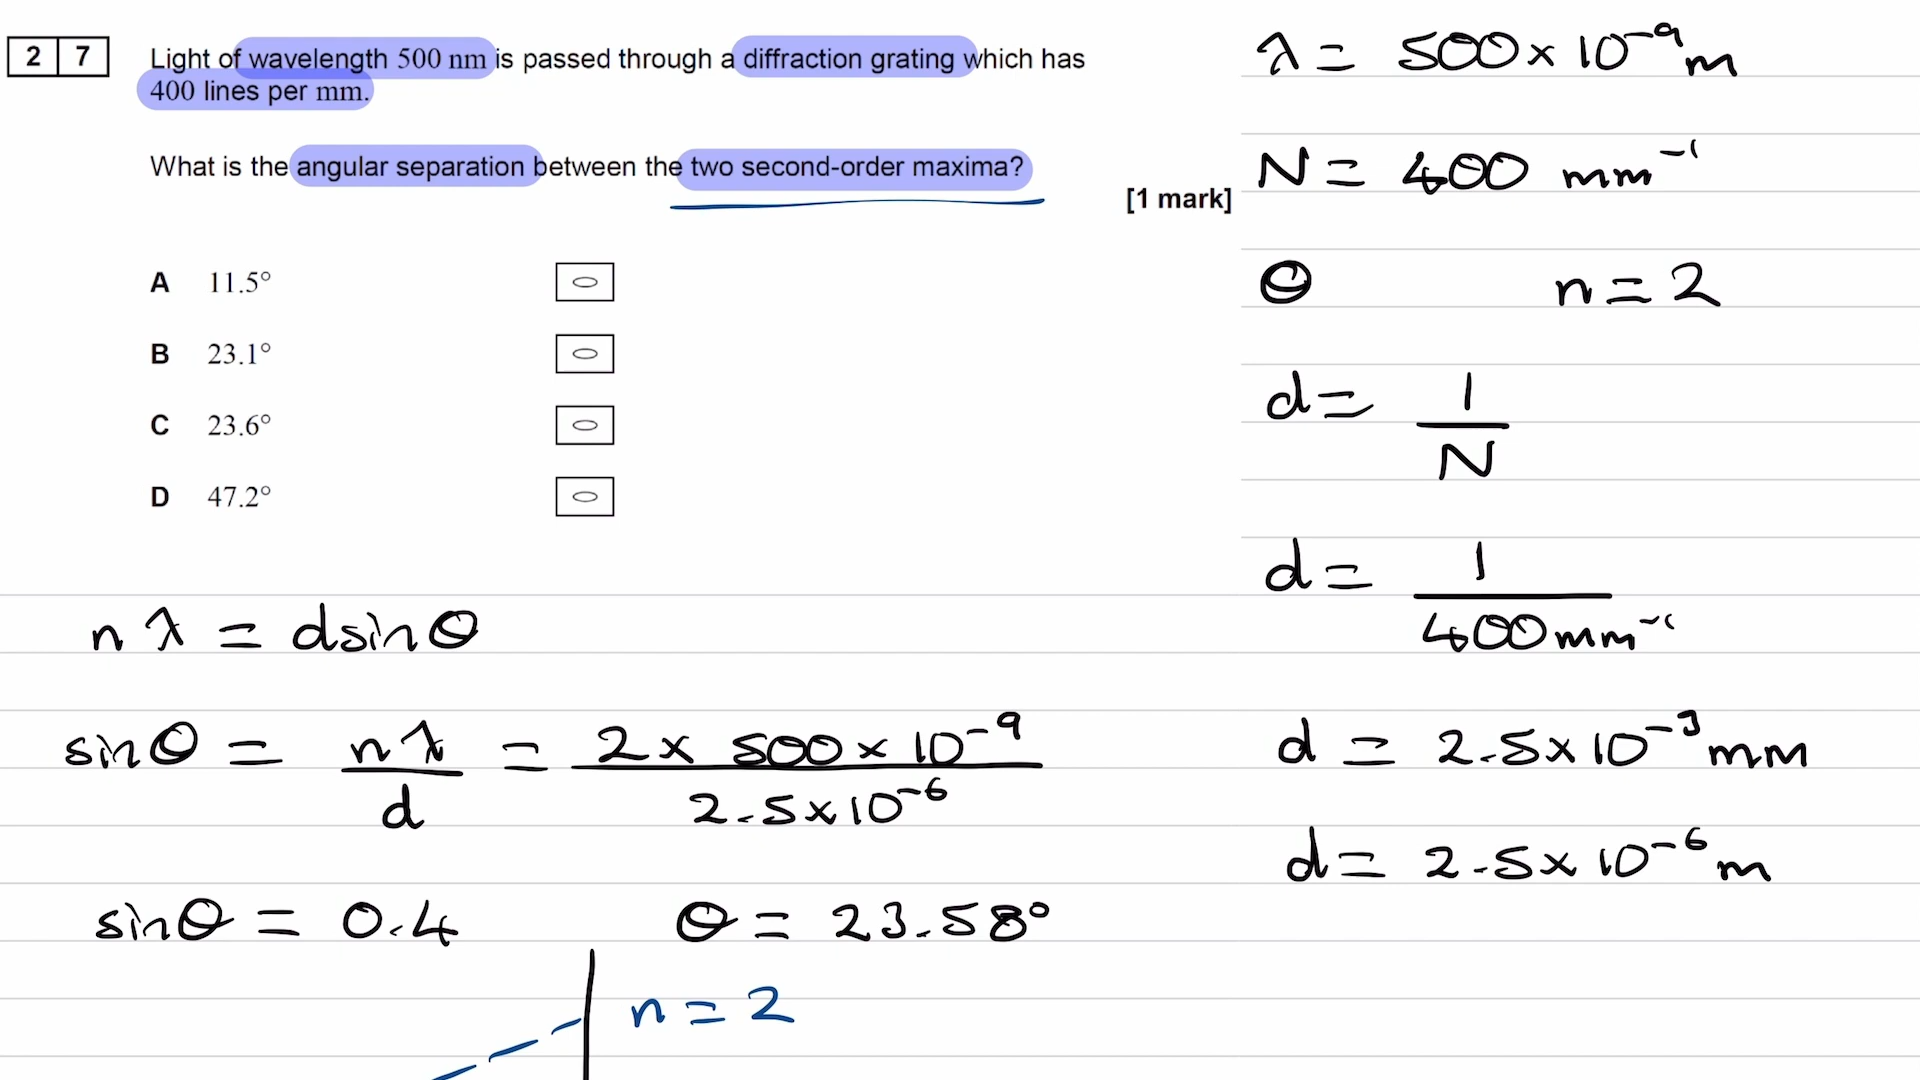 2 7 Light of wavelength 500 nm is passed through a diffraction grating which has
400 lines per mm.
What is the angular separation between the two second-order maxima?
[1 mark]
A 11.5°
B 23.1°
C 23.6°
D 47.2°
λ = 500 × 10⁻⁹ m
N = 400 mm⁻¹
θ n = 2
d = 1/N
d = 1/400 mm⁻¹
d = 2.5 × 10⁻³ mm
d = 2.5 × 10⁻⁶ m
nλ = d sin θ
sin θ = nλ/d = 2 × 500 × 10⁻⁹/2.5 × 10⁻⁶
sin θ = 0.4 θ = 23.58°
n = 2